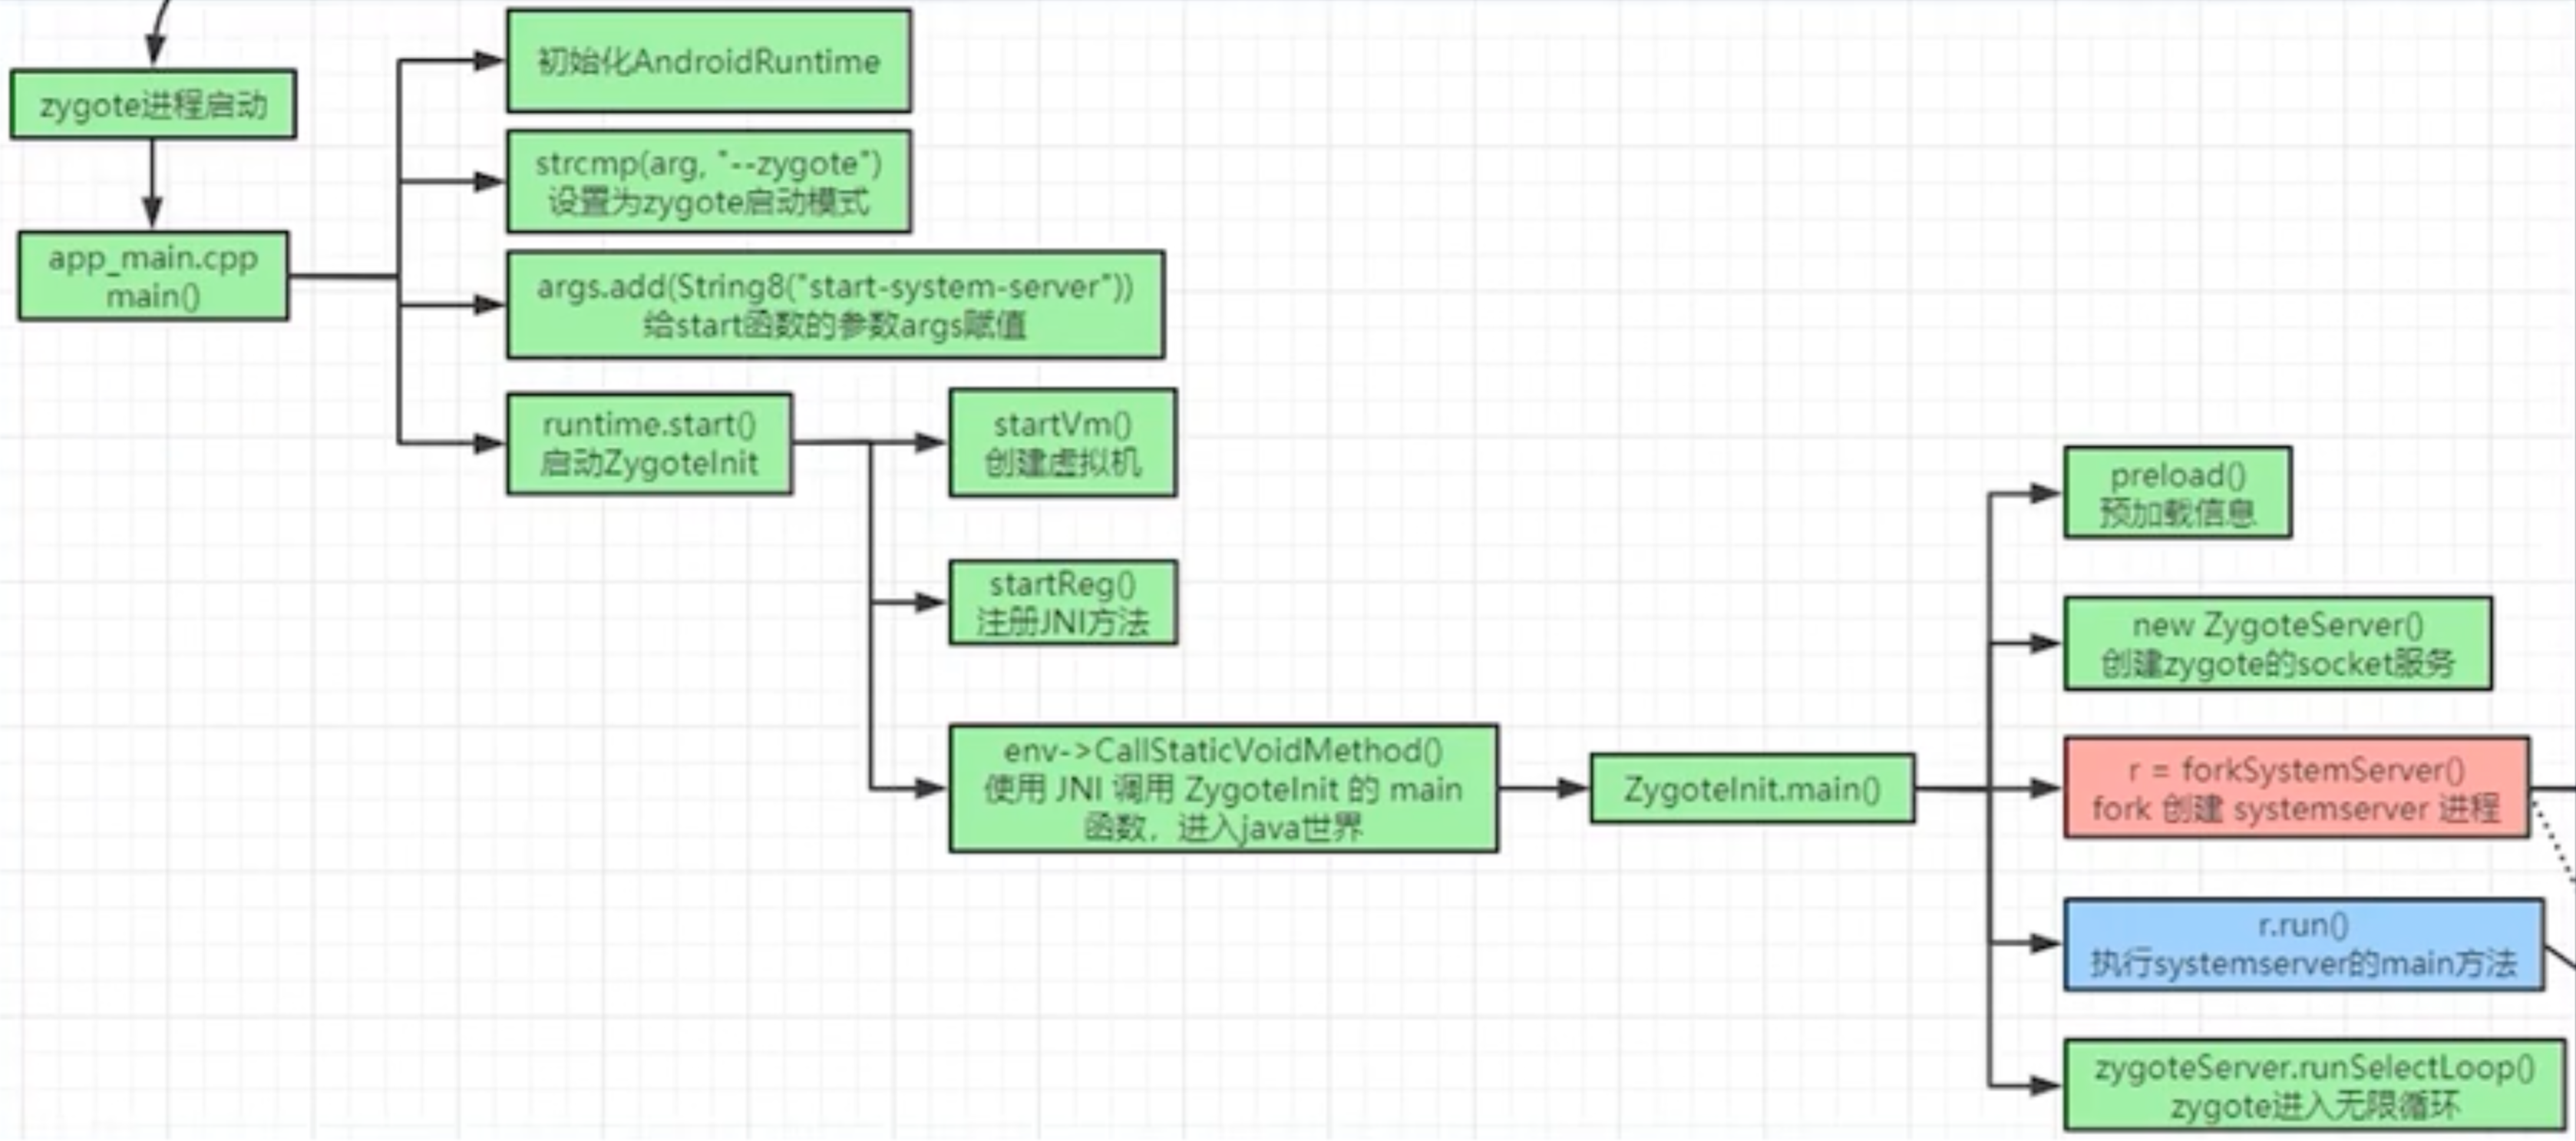 zygote进程启动
app_main.cpp
main()
初始化AndroidRuntime
strcmp(arg, "--zygote")
设置为zygote启动模式
args.add(String8("start-system-server"))
给start函数的参数args赋值
runtime.start()
启动ZygoteInit
startVm()
创建虚拟机
startReg()
注册JNI方法
env->CallStaticVoidMethod()
使用 JNI 调用 ZygoteInit 的 main
函数，进入java世界
ZygoteInit.main()
preload()
预加载信息
new ZygoteServer()
创建zygote的socket服务
r = forkSystemServer()
fork 创建 systemserver 进程
r.run()
执行systemserver的main方法
zygoteServer.runSelectLoop()
zygote进入无限循环